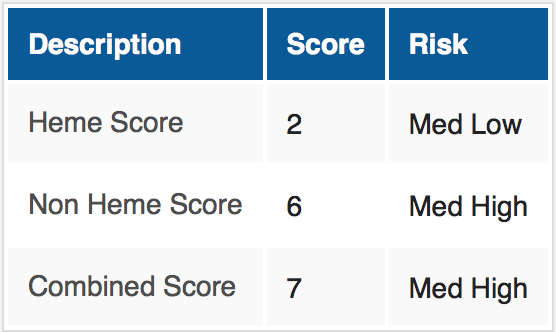 Description Score Risk
Heme Score 2 Med Low
Non Heme Score 6 Med High
Combined Score 7 Med High